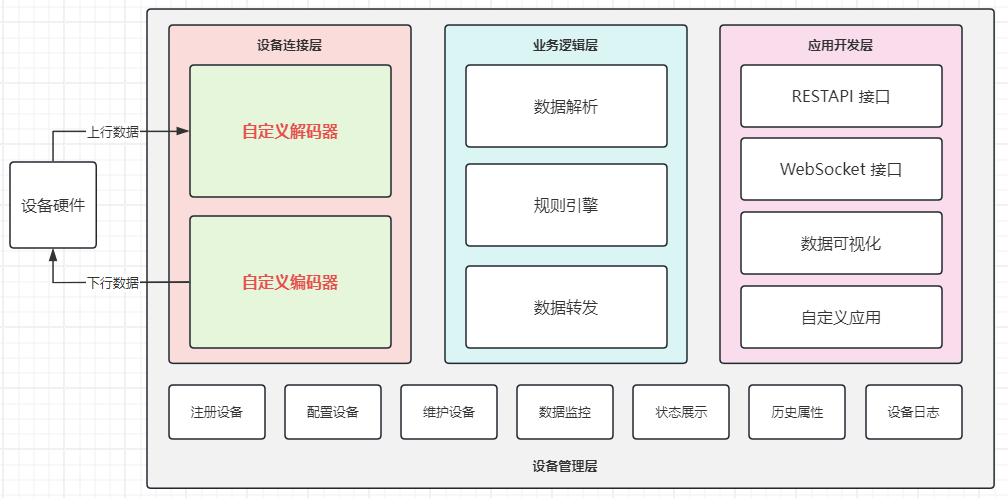 设备硬件
上行数据
下行数据
设备连接层
自定义解码器
自定义编码器
业务逻辑层
数据解析
规则引擎
数据转发
应用开发层
RESTAPI 接口
WebSocket 接口
数据可视化
自定义应用
注册设备
配置设备
维护设备
数据监控
状态展示
历史属性
设备日志
设备管理层